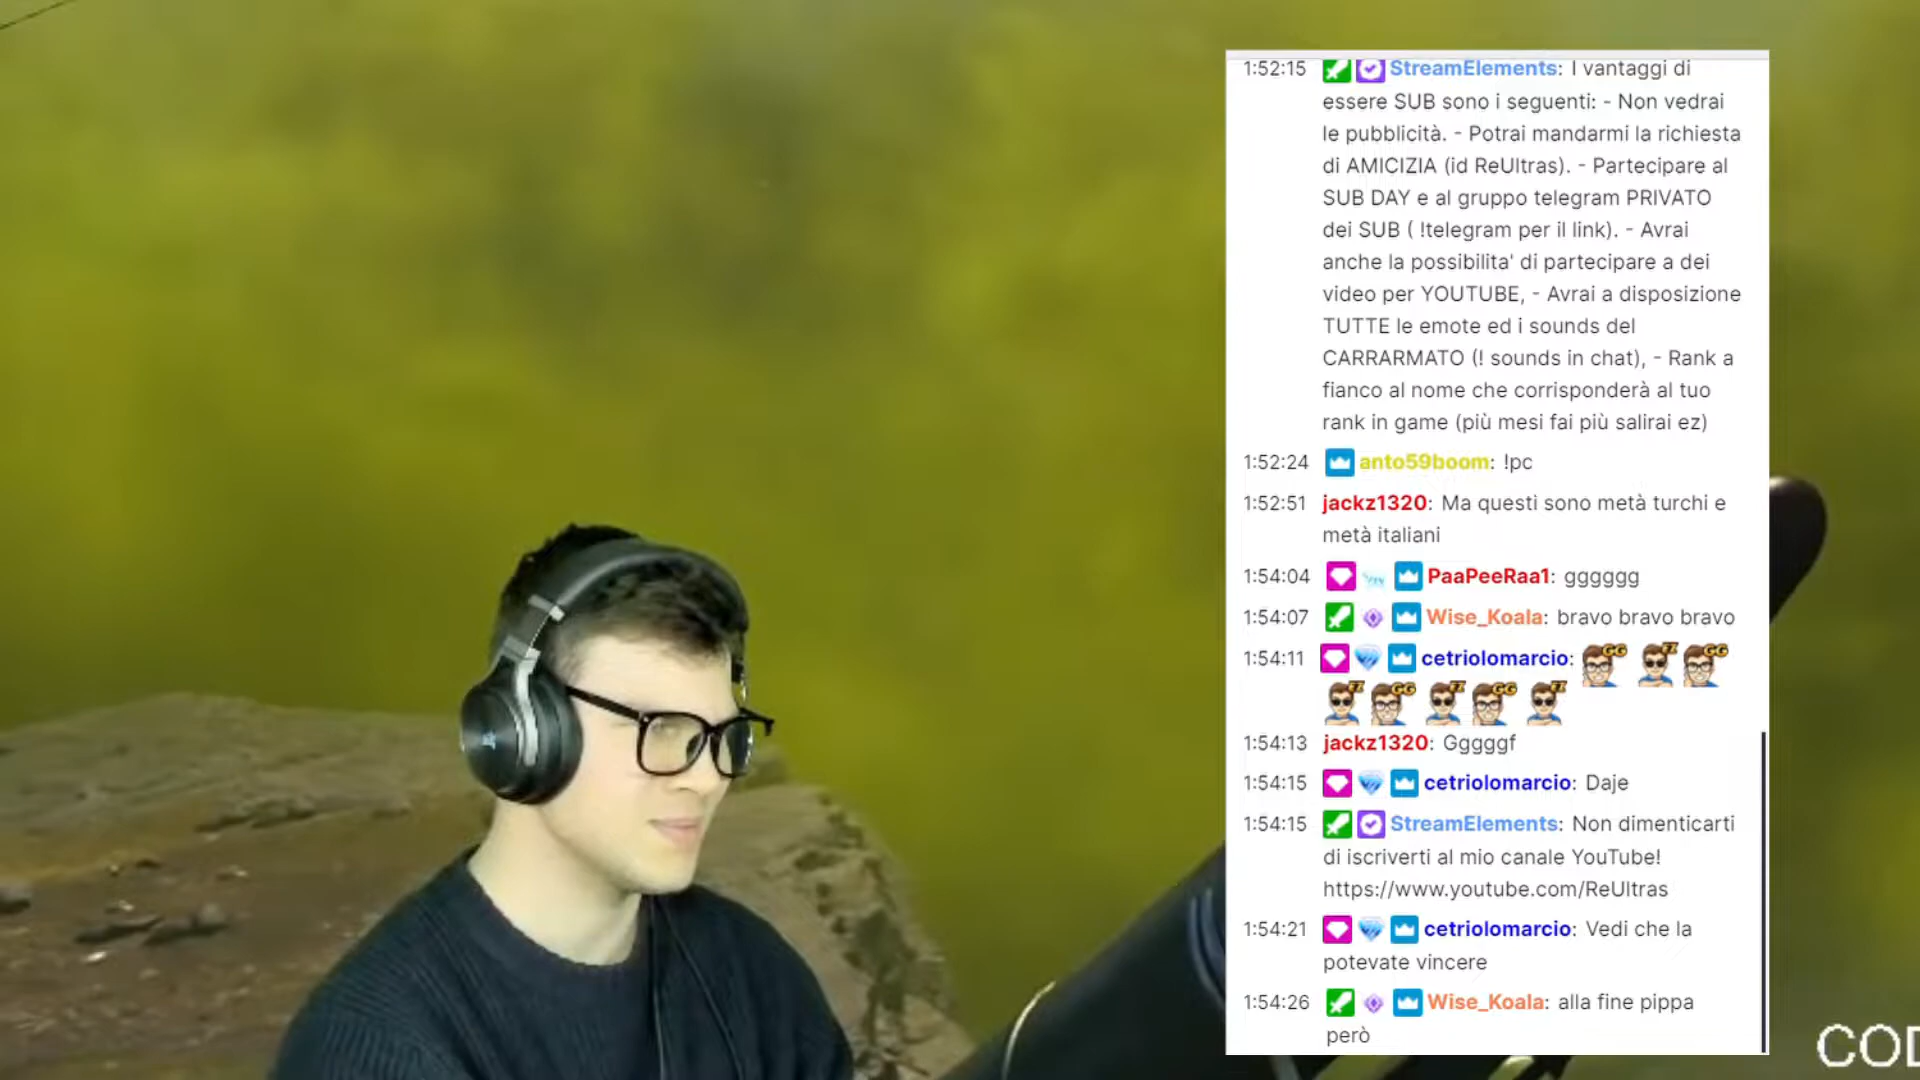 1:52:15 StreamElements: I vantaggi di
essere SUB sono i seguenti: - Non vedrai
le pubblicità. - Potrai mandarmi la richiesta
di AMICIZIA (id ReUltras). - Partecipare al
SUB DAY e al gruppo telegram PRIVATO
dei SUB ( !telegram per il link). - Avrai
anche la possibilita' di partecipare a dei
video per YOUTUBE, - Avrai a disposizione
TUTTE le emote ed i sounds del
CARRARMATO (! sounds in chat), - Rank a
fianco al nome che corrisponderà al tuo
rank in game (più mesi fai più salirai ez)
1:52:24 anto59boom: !pc
1:52:51 jackz1320: Ma questi sono metà turchi e
metà italiani
1:54:04 PaaPeeRaa1: gggggg
1:54:07 Wise_Koala: bravo bravo bravo
1:54:11 cetriolomarcio: GG EZ GG
EZ GG EZ GG EZ
1:54:13 jackz1320: Gggggf
1:54:15 cetriolomarcio: Daje
1:54:15 StreamElements: Non dimenticarti
di iscriverti al mio canale YouTube!
https://www.youtube.com/ReUltras
1:54:21 cetriolomarcio: Vedi che la
potevate vincere
1:54:26 Wise_Koala: alla fine pippa
però
COD